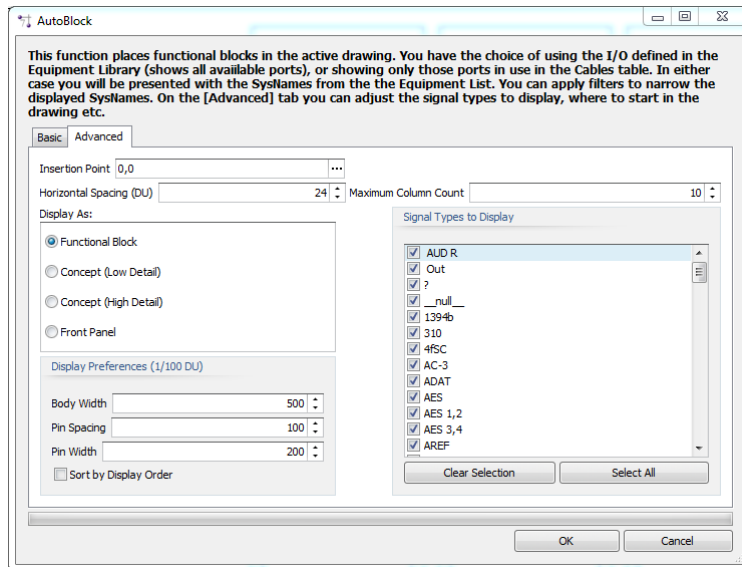 AutoBlock
This function places functional blocks in the active drawing. You have the choice of using the I/O defined in the
Equipment Library (shows all avaiilable ports), or showing only those ports in use in the Cables table. In either
case you will be presented with the SysNames from the the Equipment List. You can apply filters to narrow the
displayed SysNames. On the [Advanced] tab you can adjust the signal types to display, where to start in the
drawing etc.
Basic Advanced
Insertion Point 0,0 ...
Horizontal Spacing (DU) 24 Maximum Column Count 10
Display As:
Functional Block
Concept (Low Detail)
Concept (High Detail)
Front Panel
Display Preferences (1/100 DU)
Body Width 500
Pin Spacing 100
Pin Width 200
Sort by Display Order
Signal Types to Display
AUD R
Out
?
__null__
1394b
310
4fSC
AC-3
ADAT
AES
AES 1,2
AES 3,4
AREF
Clear Selection Select All
OK Cancel